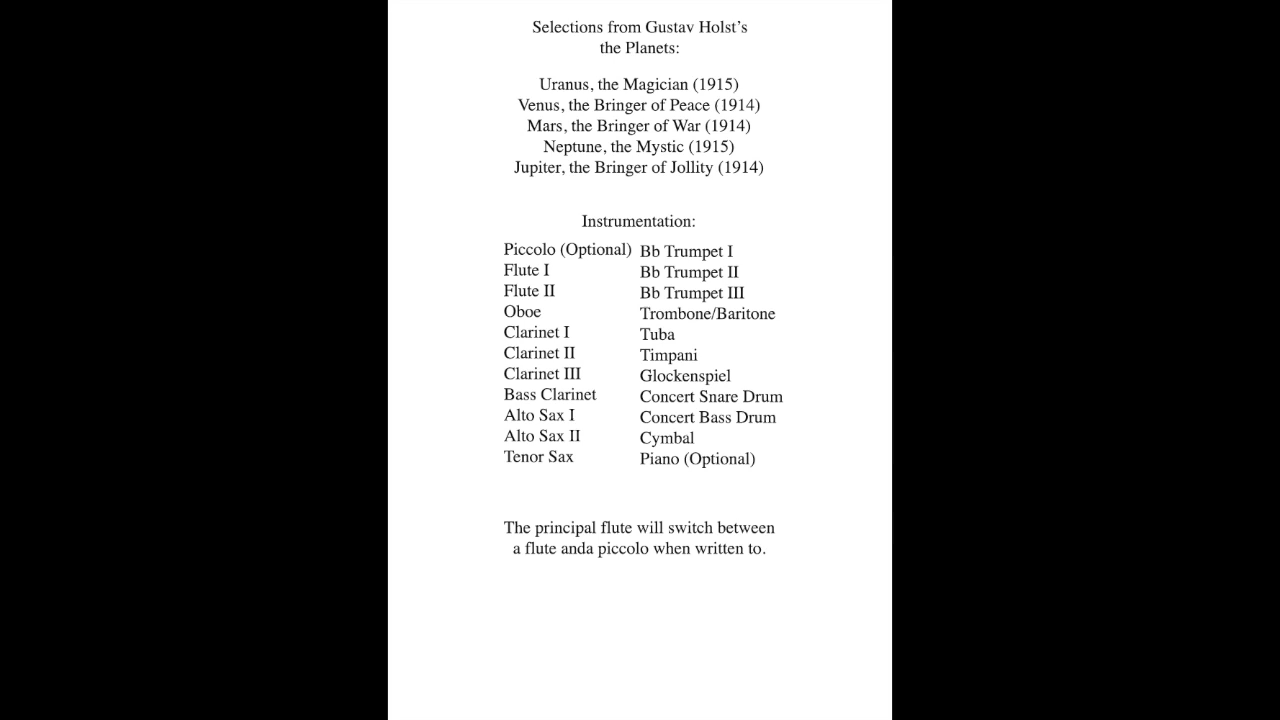 Selections from Gustav Holst's
the Planets:
Uranus, the Magician (1915)
Venus, the Bringer of Peace (1914)
Mars, the Bringer of War (1914)
Neptune, the Mystic (1915)
Jupiter, the Bringer of Jollity (1914)
Instrumentation:
Piccolo (Optional)
Flute I
Flute II
Oboe
Clarinet I
Clarinet II
Clarinet III
Bass Clarinet
Alto Sax I
Alto Sax II
Tenor Sax
Bb Trumpet I
Bb Trumpet II
Bb Trumpet III
Trombone/Baritone
Tuba
Timpani
Glockenspiel
Concert Snare Drum
Concert Bass Drum
Cymbal
Piano (Optional)
The principal flute will switch between
a flute anda piccolo when written to.